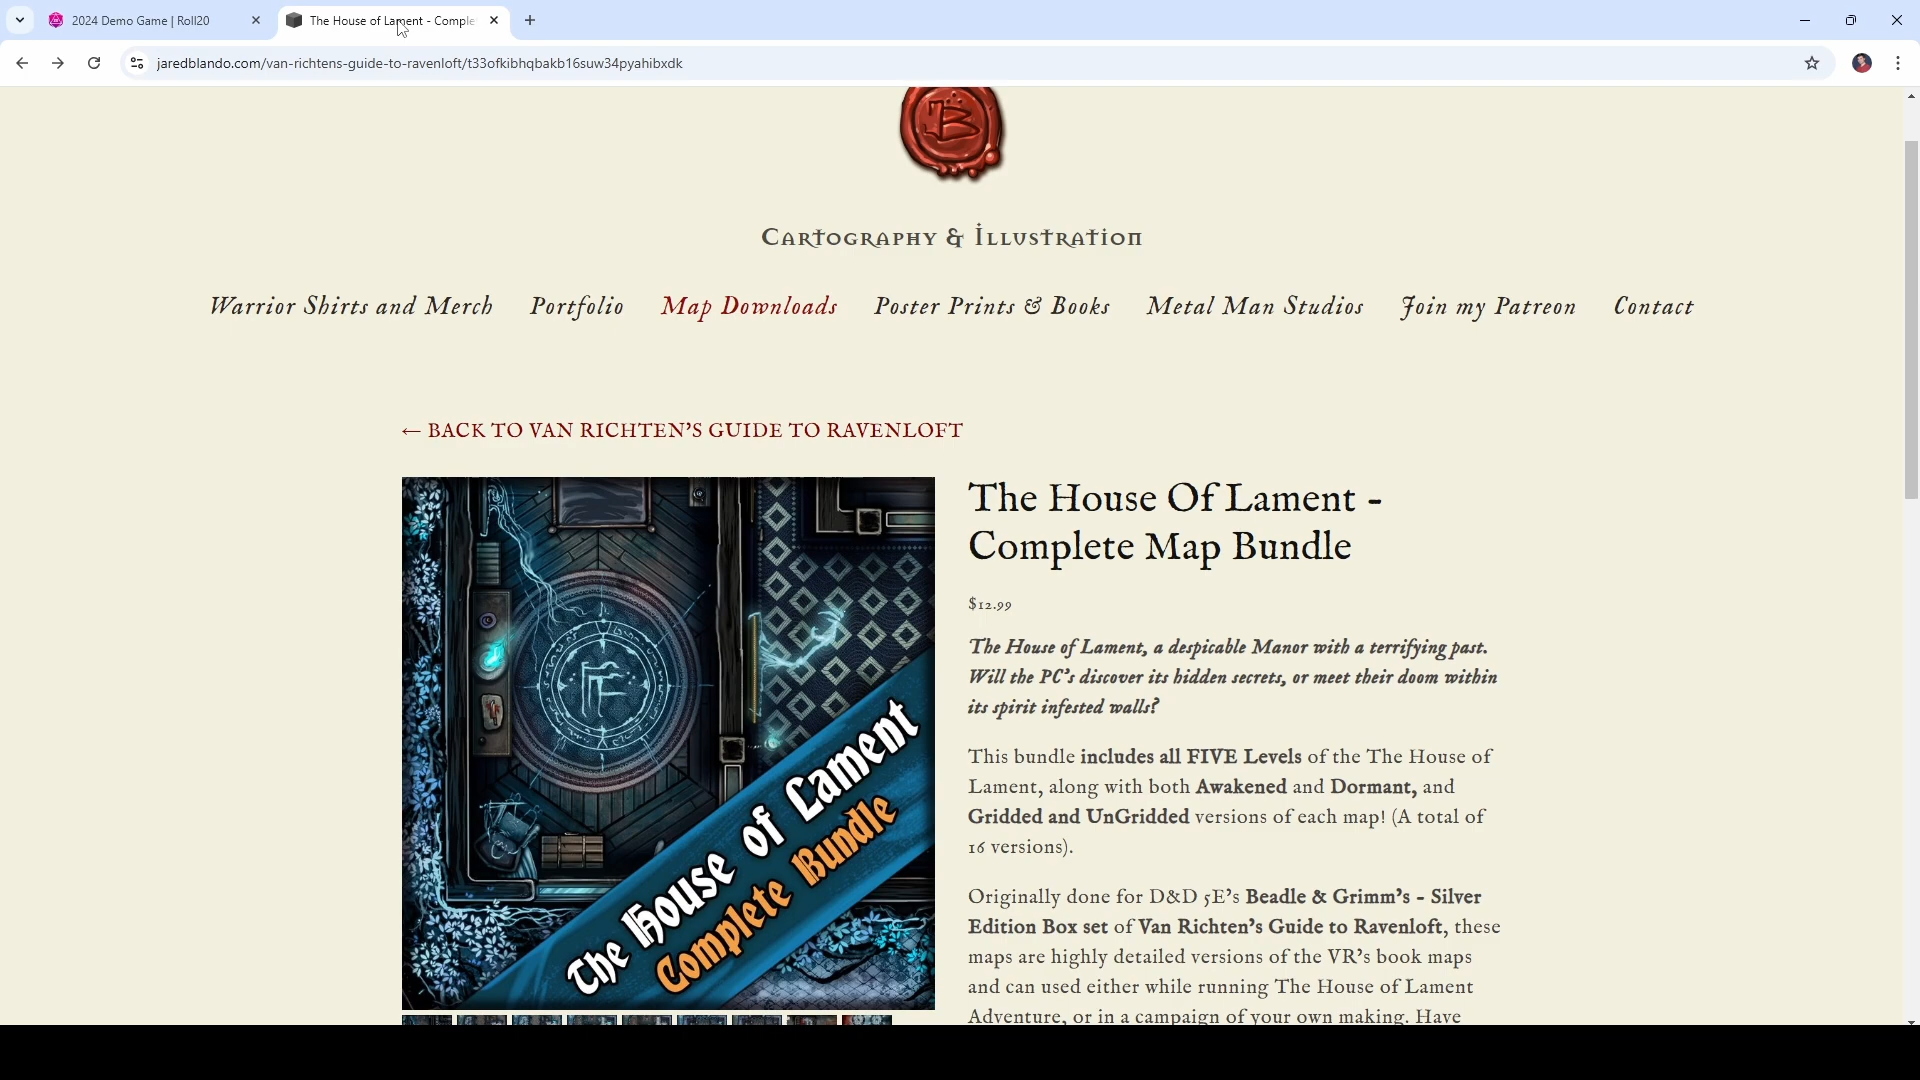 2024 Demo Game | Roll20
The House of Lament - Comple
jaredblando.com/van-richtens-guide-to-ravenloft/t33ofkibhqbakb16suw34pyahibxdk
B
Cartography & Illustration
Warrior Shirts and Merch Portfolio Map Downloads Poster Prints & Books Metal Man Studios Join my Patreon Contact
← BACK TO VAN RICHTEN'S GUIDE TO RAVENLOFT
The House of Lament
Complete Bundle
The House Of Lament -
Complete Map Bundle
$12.99
The House of Lament, a despicable Manor with a terrifying past.
Will the PC's discover its hidden secrets, or meet their doom within
its spirit infested walls?
This bundle includes all FIVE Levels of the The House of
Lament, along with both Awakened and Dormant, and
Gridded and UnGridded versions of each map! (A total of
16 versions).
Originally done for D&D 5E's Beadle & Grimm's - Silver
Edition Box set of Van Richten's Guide to Ravenloft, these
maps are highly detailed versions of the VR's book maps
and can used either while running The House of Lament
Adventure, or in a campaign of your own making. Have